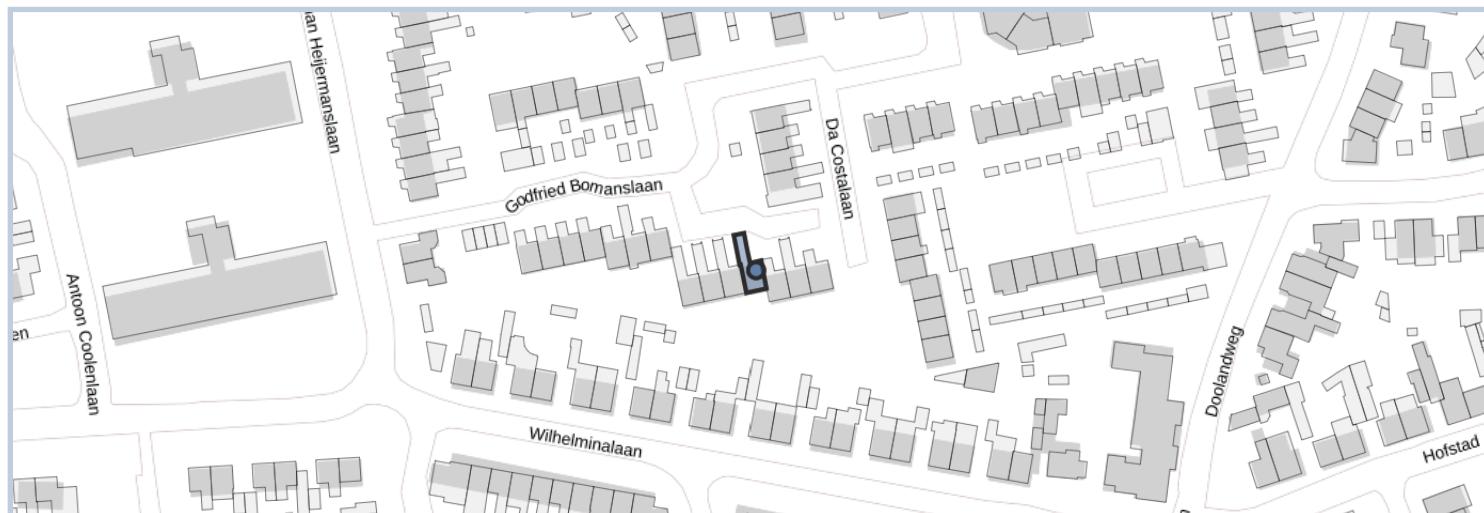 an Heijermanslaan
Da Costalaan
Godfried Bomanslaan
Antoon Coolenlaan
en
Doolandweg
Wilhelminalaan
Hofstad